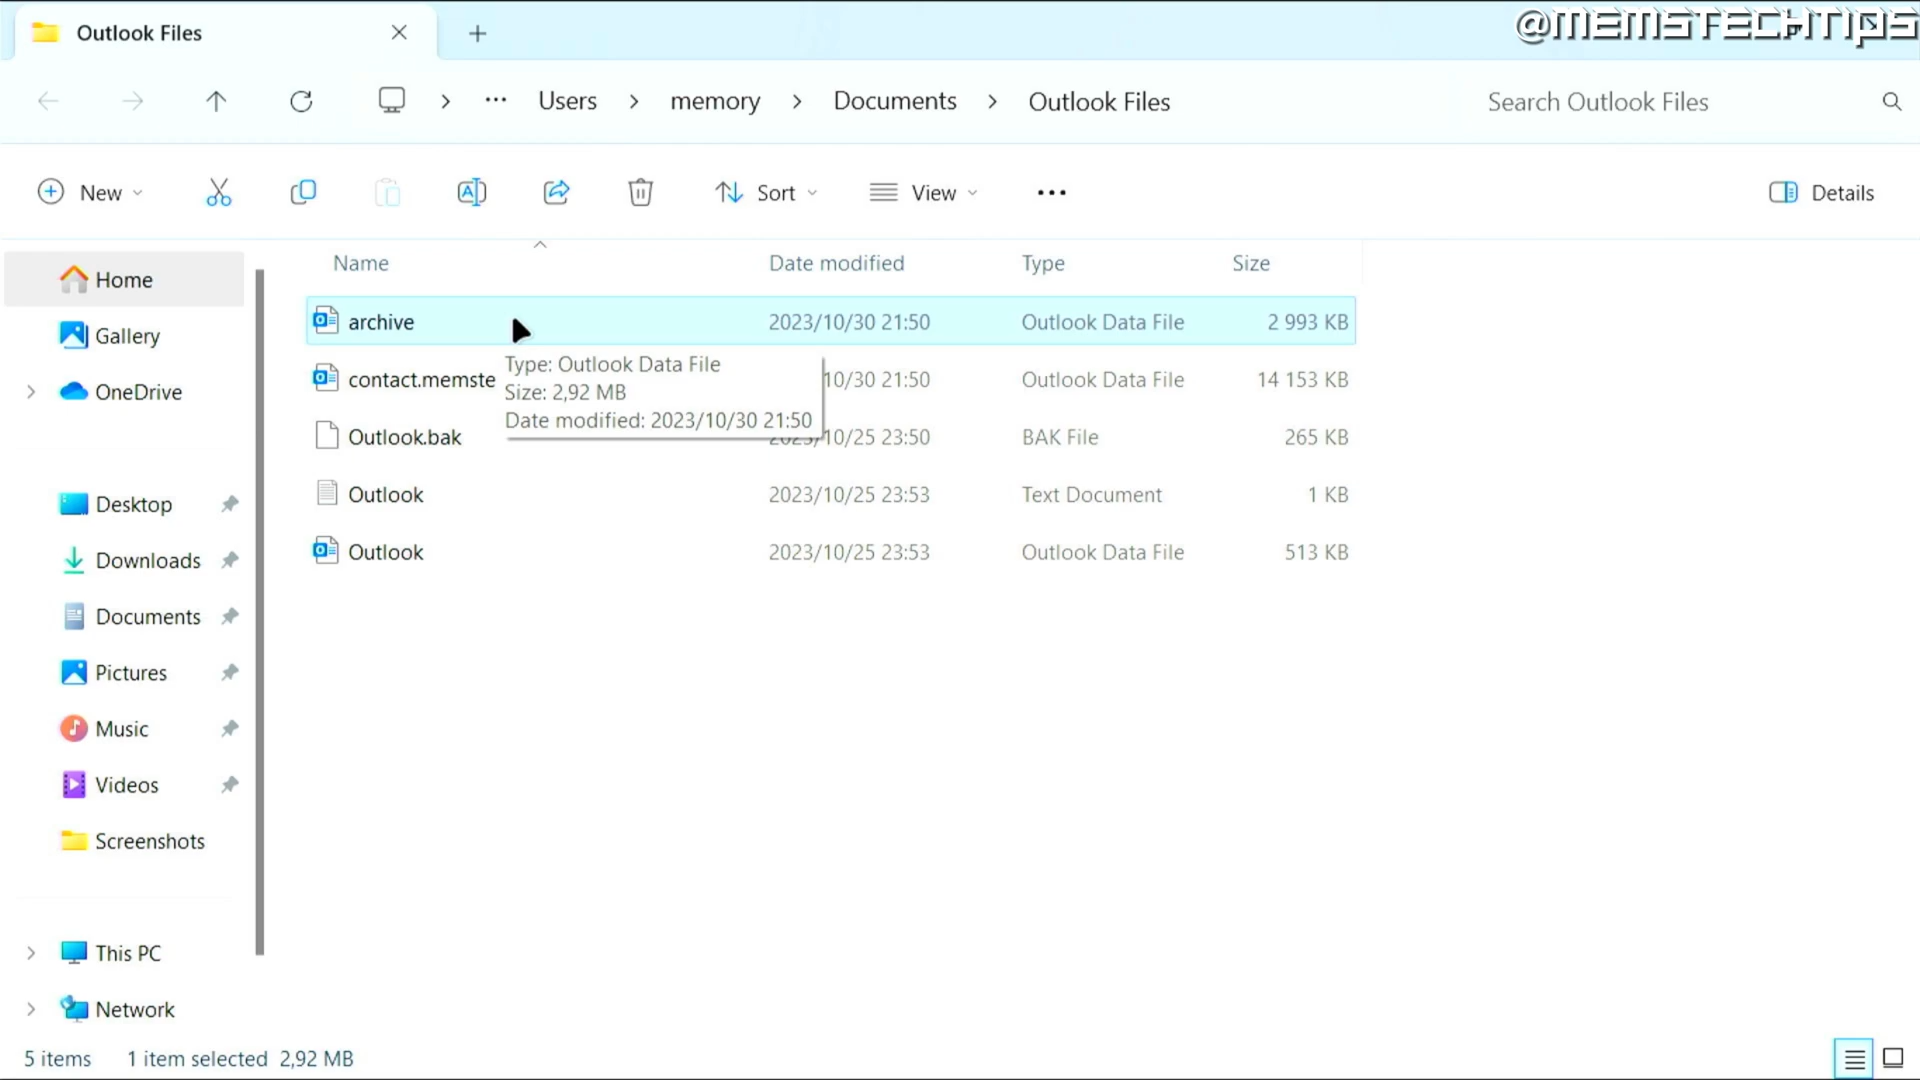 Outlook Files
@MEMSTECHTIPS
Users > memory > Documents > Outlook Files
Search Outlook Files
New
Sort
View
Details
Name Date modified Type Size
Home
Gallery
OneDrive
Desktop
Downloads
Documents
Pictures
Music
Videos
Screenshots
This PC
Network
archive 2023/10/30 21:50 Outlook Data File 2 993 KB
contact.memste 10/30 21:50 Outlook Data File 14 153 KB
Outlook.bak 2023/10/25 23:50 BAK File 265 KB
Outlook 2023/10/25 23:53 Text Document 1 KB
Outlook 2023/10/25 23:53 Outlook Data File 513 KB
Type: Outlook Data File
Size: 2,92 MB
Date modified: 2023/10/30 21:50
5 items 1 item selected 2,92 MB